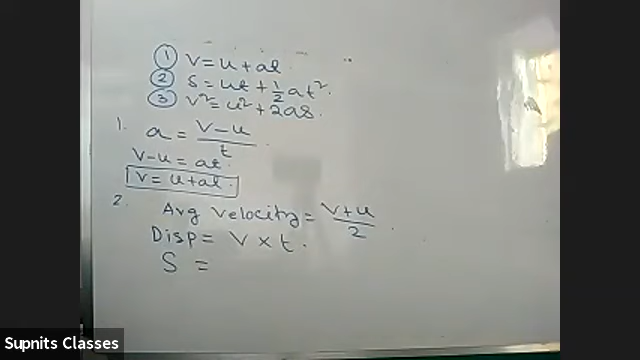 ① v = u + at.
② s = ut + 1/2 at².
③ v² = u² + 2as.
1. a = v – u / t.
v – u = at.
v = u + at.
2. Avg velocity = v + u / 2.
Disp = v × t.
S =
Supnits Classes